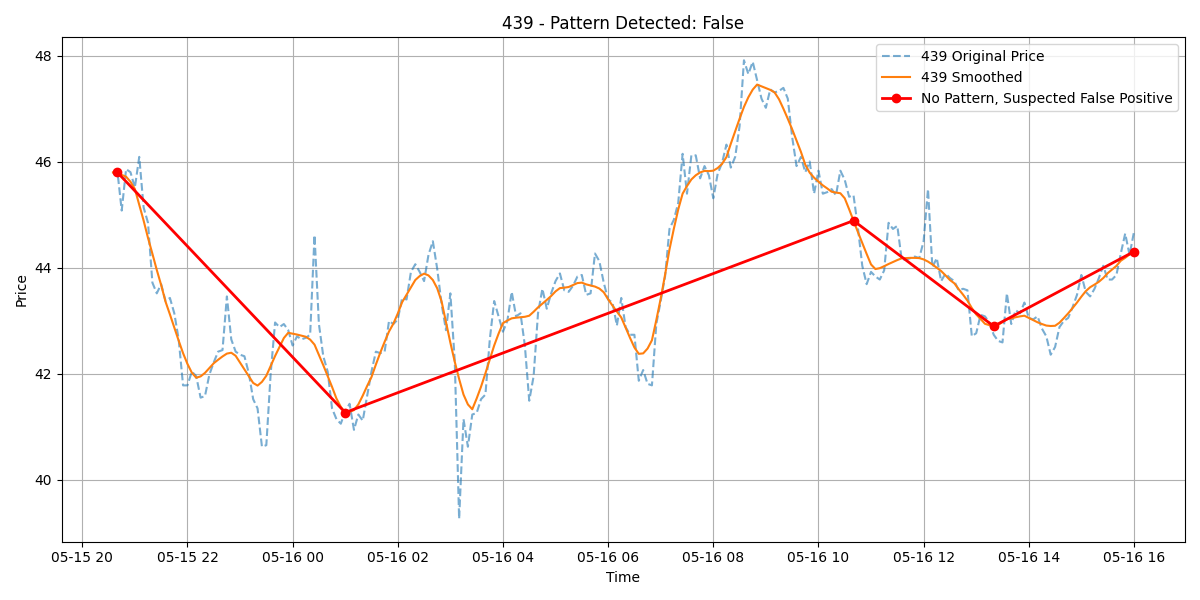 439 - Pattern Detected: False
439 Original Price
439 Smoothed
No Pattern, Suspected False Positive
Price
48
46
44
42
40
05-15 20 05-15 22 05-16 00 05-16 02 05-16 04 05-16 06 05-16 08 05-16 10 05-16 12 05-16 14 05-16 16
Time